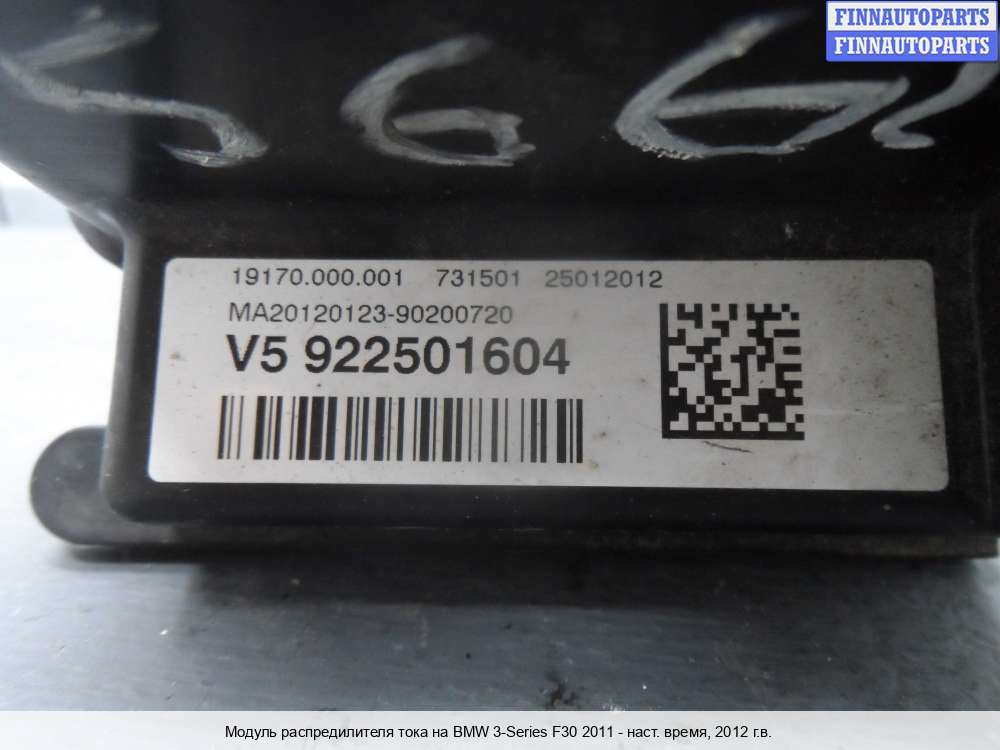 FINNAUTOPARTS
FINNAUTOPARTS
19170.000.001 731501 25012012
MA20120123-90200720
V5 922501604
Модуль распредилителя тока на BMW 3-Series F30 2011 - наст. время, 2012 г.в.